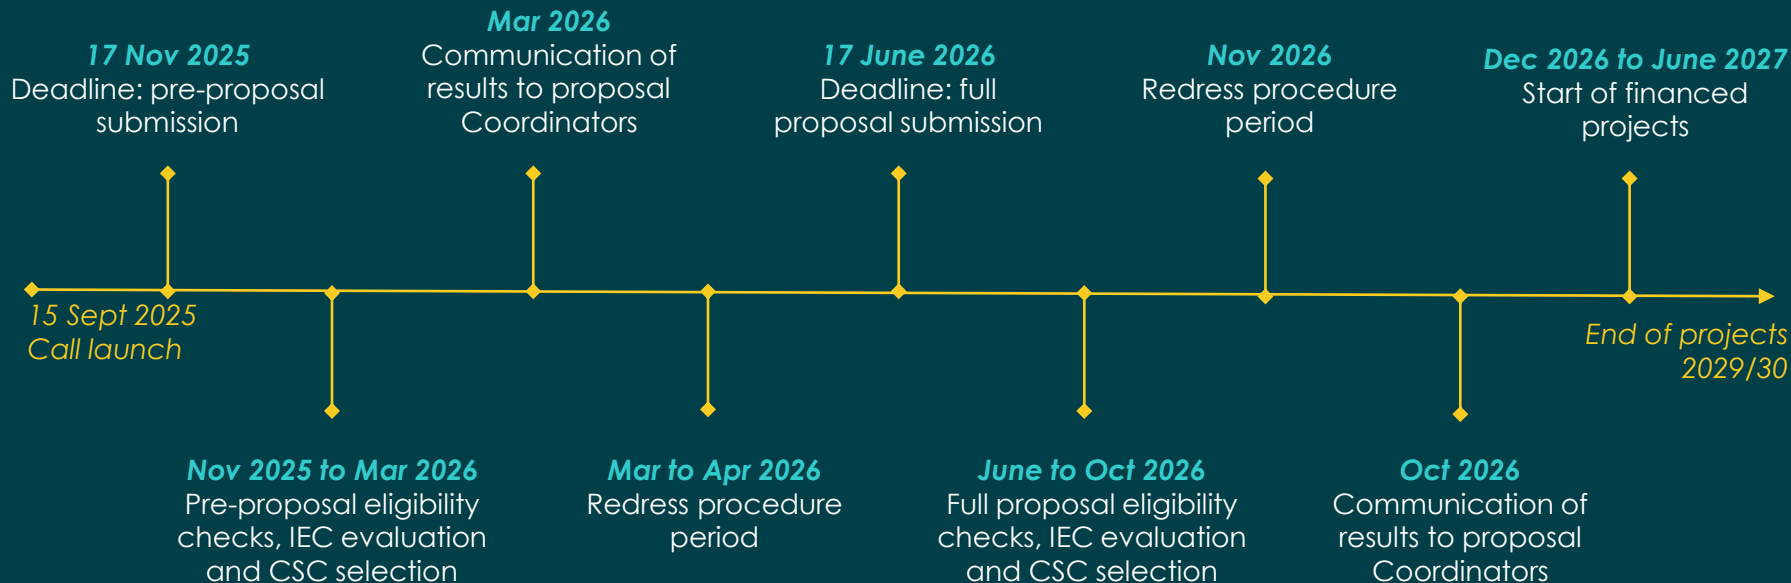 17 Nov 2025
Deadline: pre-proposal
submission
Mar 2026
Communication of
results to proposal
Coordinators
17 June 2026
Deadline: full
proposal submission
Nov 2026
Redress procedure
period
Dec 2026 to June 2027
Start of financed
projects
15 Sept 2025
Call launch
End of projects
2029/30
Nov 2025 to Mar 2026
Pre-proposal eligibility
checks, IEC evaluation
and CSC selection
Mar to Apr 2026
Redress procedure
period
June to Oct 2026
Full proposal eligibility
checks, IEC evaluation
and CSC selection
Oct 2026
Communication of
results to proposal
Coordinators